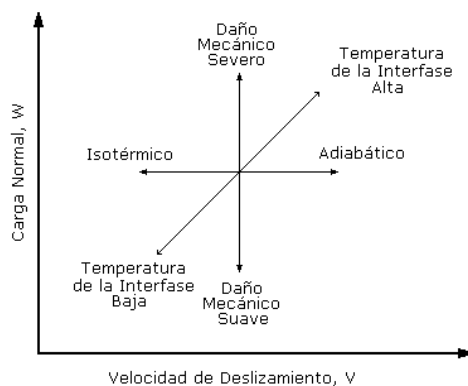 Daño
Mecánico
Severo
Temperatura
de la Interfase
Alta
Isotérmico
Adiabático
Temperatura
de la Interfase
Baja
Daño
Mecánico
Suave
Carga Normal, W
Velocidad de Deslizamiento, V